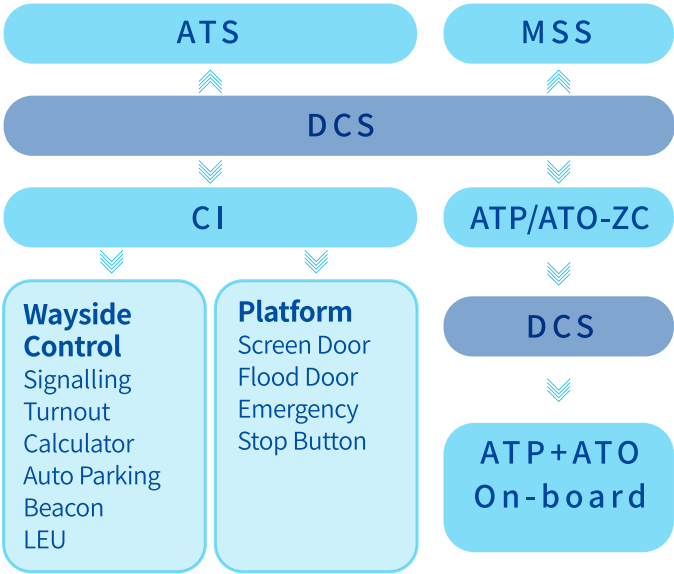 ATS
MSS
DCS
CI
ATP/ATO-ZC
Wayside
Control
Signalling
Turnout
Calculator
Auto Parking
Beacon
LEU
Platform
Screen Door
Flood Door
Emergency
Stop Button
DCS
ATP+ATO
On-board